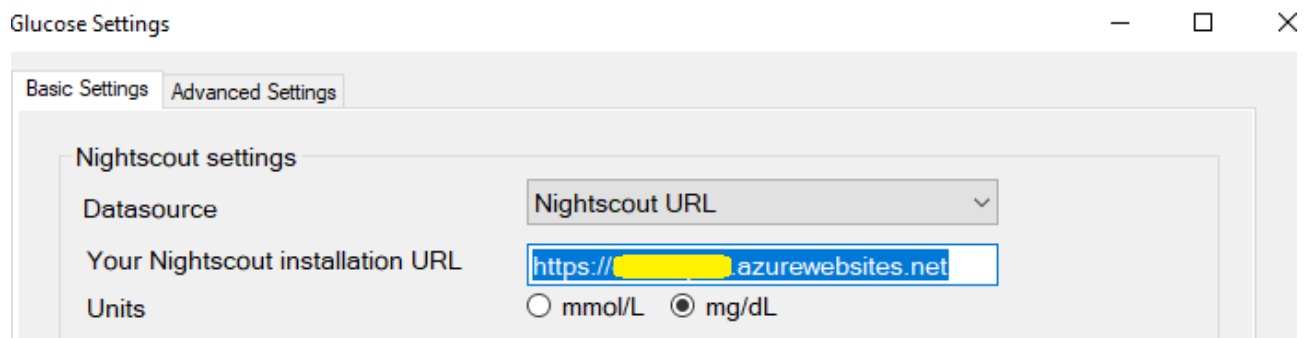 Glucose Settings
Basic Settings Advanced Settings
Nightscout settings
Datasource Nightscout URL
Your Nightscout installation URL https:// .azurewebsites.net
Units mmol/L mg/dL